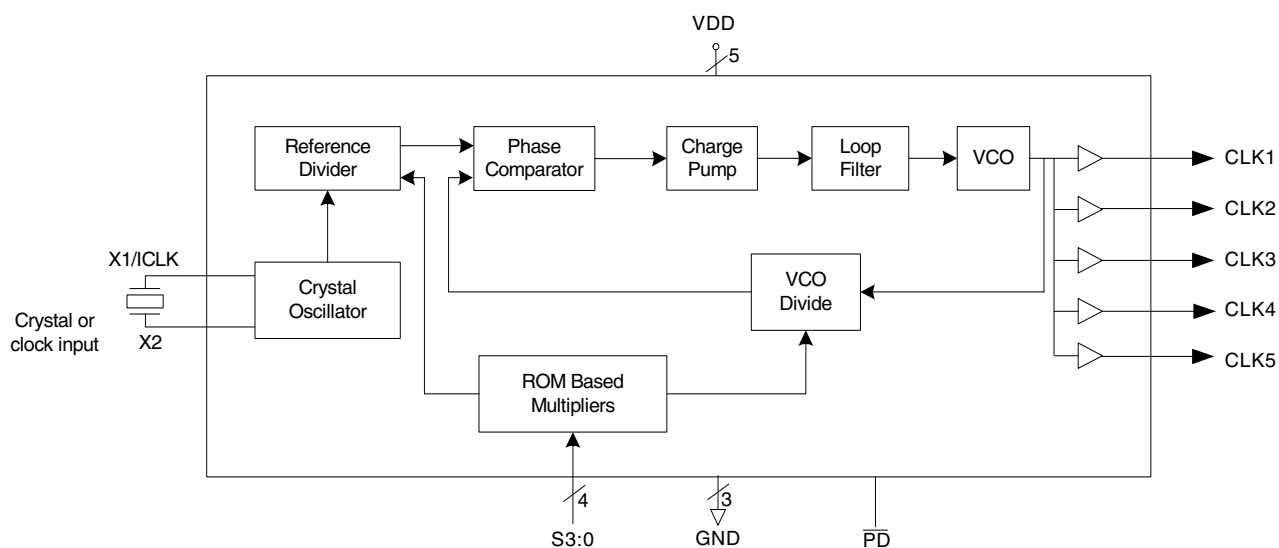 VDD
5
Reference
Divider
Phase
Comparator
Charge
Pump
Loop
Filter
VCO
CLK1
CLK2
CLK3
CLK4
CLK5
X1/ICLK
Crystal
Oscillator
VCO
Divide
Crystal or
clock input
X2
ROM Based
Multipliers
4
3
S3:0
GND
PD